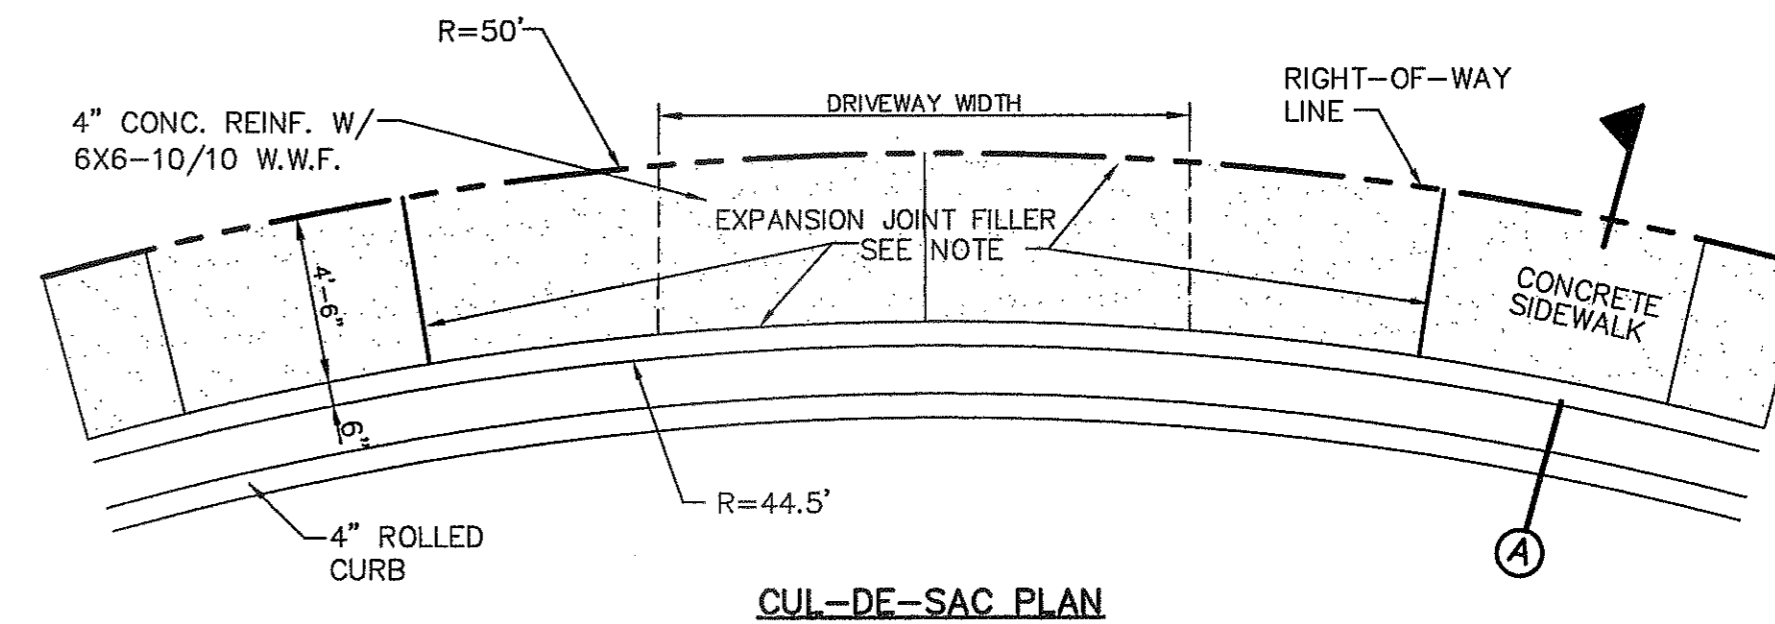 R=50'
4" CONC. REINF. W/
6X6-10/10 W.W.F.
DRIVEWAY WIDTH
RIGHT-OF-WAY
LINE
EXPANSION JOINT FILLER
SEE NOTE
4'-6"
CONCRETE
SIDEWALK
6"
R=44.5'
4" ROLLED
CURB
A
CUL-DE-SAC PLAN